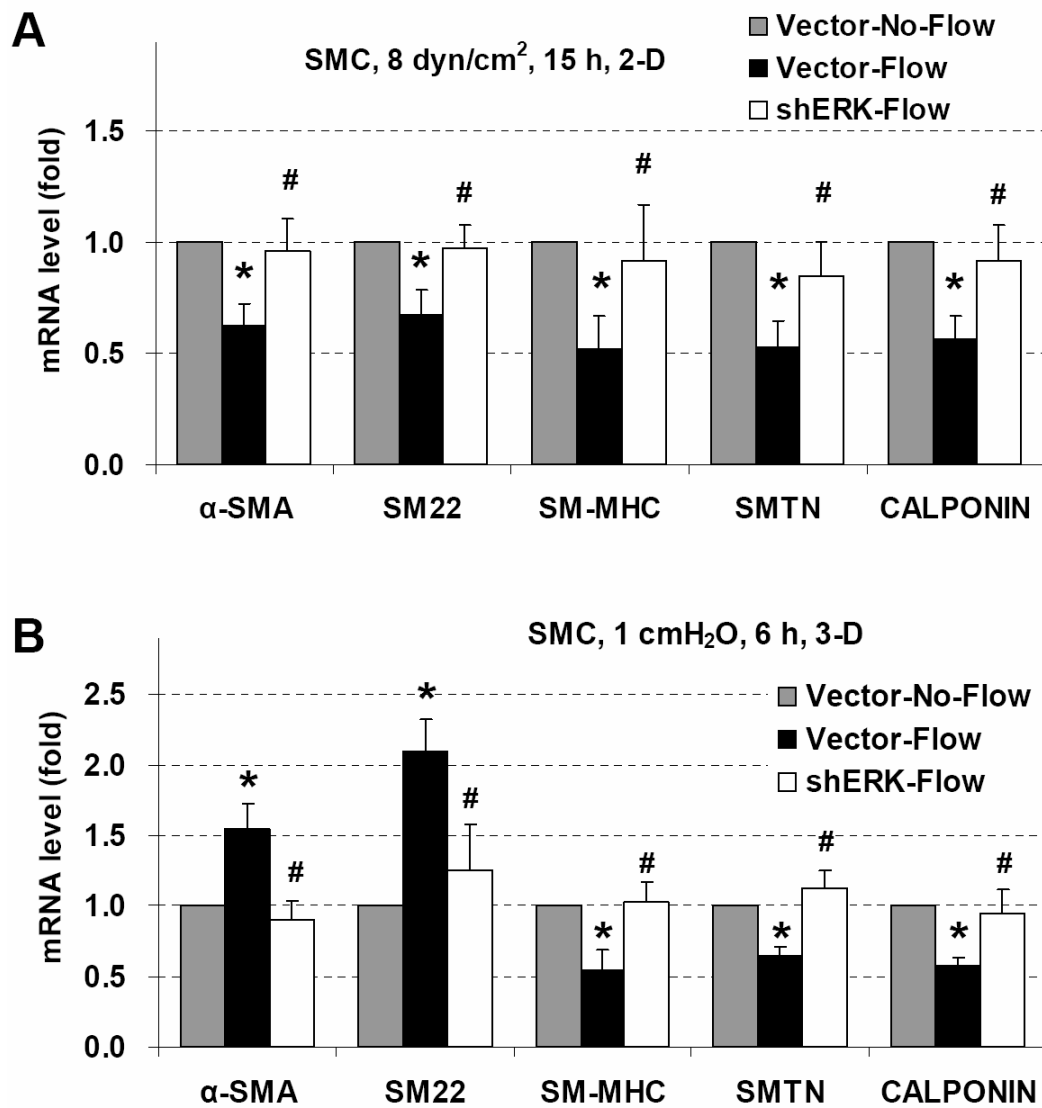 A
SMC, 8 dyn/cm², 15 h, 2-D
Vector-No-Flow
Vector-Flow
shERK-Flow
mRNA level (fold)
1.5
1.0
0.5
0.0
# # # # #
* * * * *
α-SMA SM22 SM-MHC SMTN CALPONIN
B
SMC, 1 cmH₂O, 6 h, 3-D
Vector-No-Flow
Vector-Flow
shERK-Flow
mRNA level (fold)
2.5
2.0
1.5
1.0
0.5
0.0
* * * * *
# # # # #
α-SMA SM22 SM-MHC SMTN CALPONIN